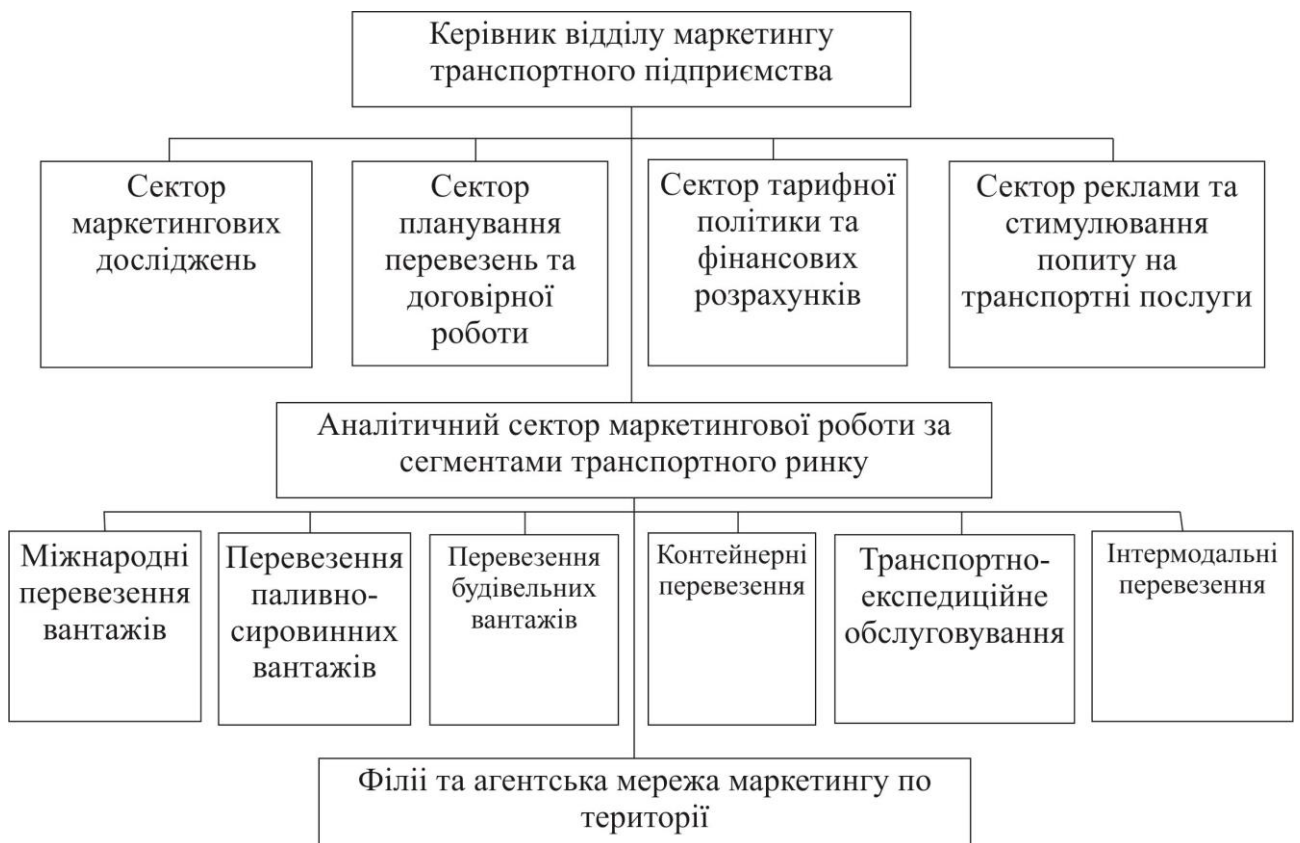 Керівник відділу маркетингу
транспортного підприємства
Сектор
маркетингових
досліджень
Сектор
планування
перевезень та
договірної
роботи
Сектор тарифної
політики та
фінансових
розрахунків
Сектор реклами та
стимулювання
попиту на
транспортні послуги
Аналітичний сектор маркетингової роботи за
сегментами транспортного ринку
Міжнародні
перевезення
вантажів
Перевезення
паливно-
сировинних
вантажів
Перевезення
будівельних
вантажів
Контейнерні
перевезення
Транспортно-
експедиційне
обслуговування
Інтермодальні
перевезення
Філіі та агентська мережа маркетингу по
території